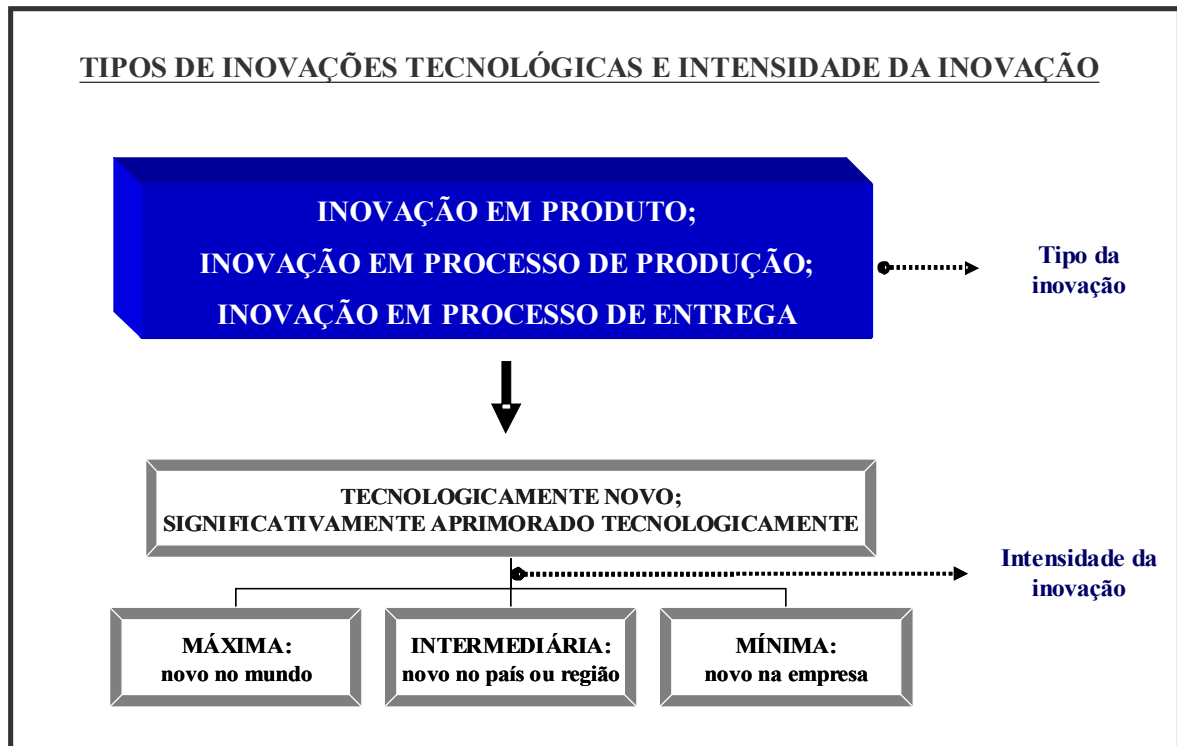 TIPOS DE INOVAÇÕES TECNOLÓGICAS E INTENSIDADE DA INOVAÇÃO
INOVAÇÃO EM PRODUTO;
INOVAÇÃO EM PROCESSO DE PRODUÇÃO;
INOVAÇÃO EM PROCESSO DE ENTREGA
Tipo da
inovação
TECNOLOGICAMENTE NOVO;
SIGNIFICATIVAMENTE APRIMORADO TECNOLOGICAMENTE
Intensidade da
inovação
MÁXIMA:
novo no mundo
INTERMEDIÁRIA:
novo no país ou região
MÍNIMA:
novo na empresa